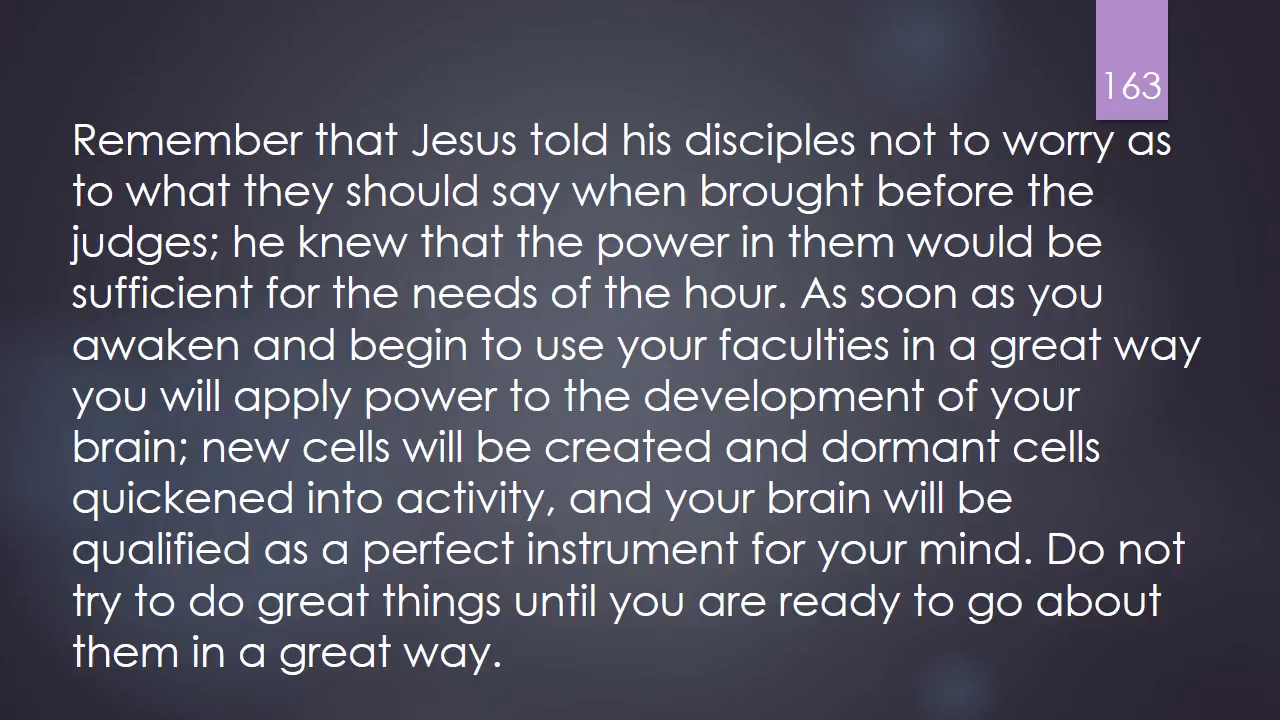 163
Remember that Jesus told his disciples not to worry as
to what they should say when brought before the
judges; he knew that the power in them would be
sufficient for the needs of the hour. As soon as you
awaken and begin to use your faculties in a great way
you will apply power to the development of your
brain; new cells will be created and dormant cells
quickened into activity, and your brain will be
qualified as a perfect instrument for your mind. Do not
try to do great things until you are ready to go about
them in a great way.